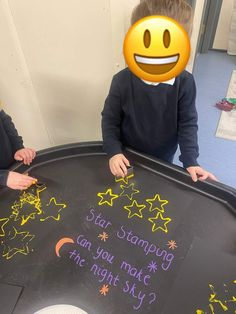 Star Stamping
Can you make
the night sky?